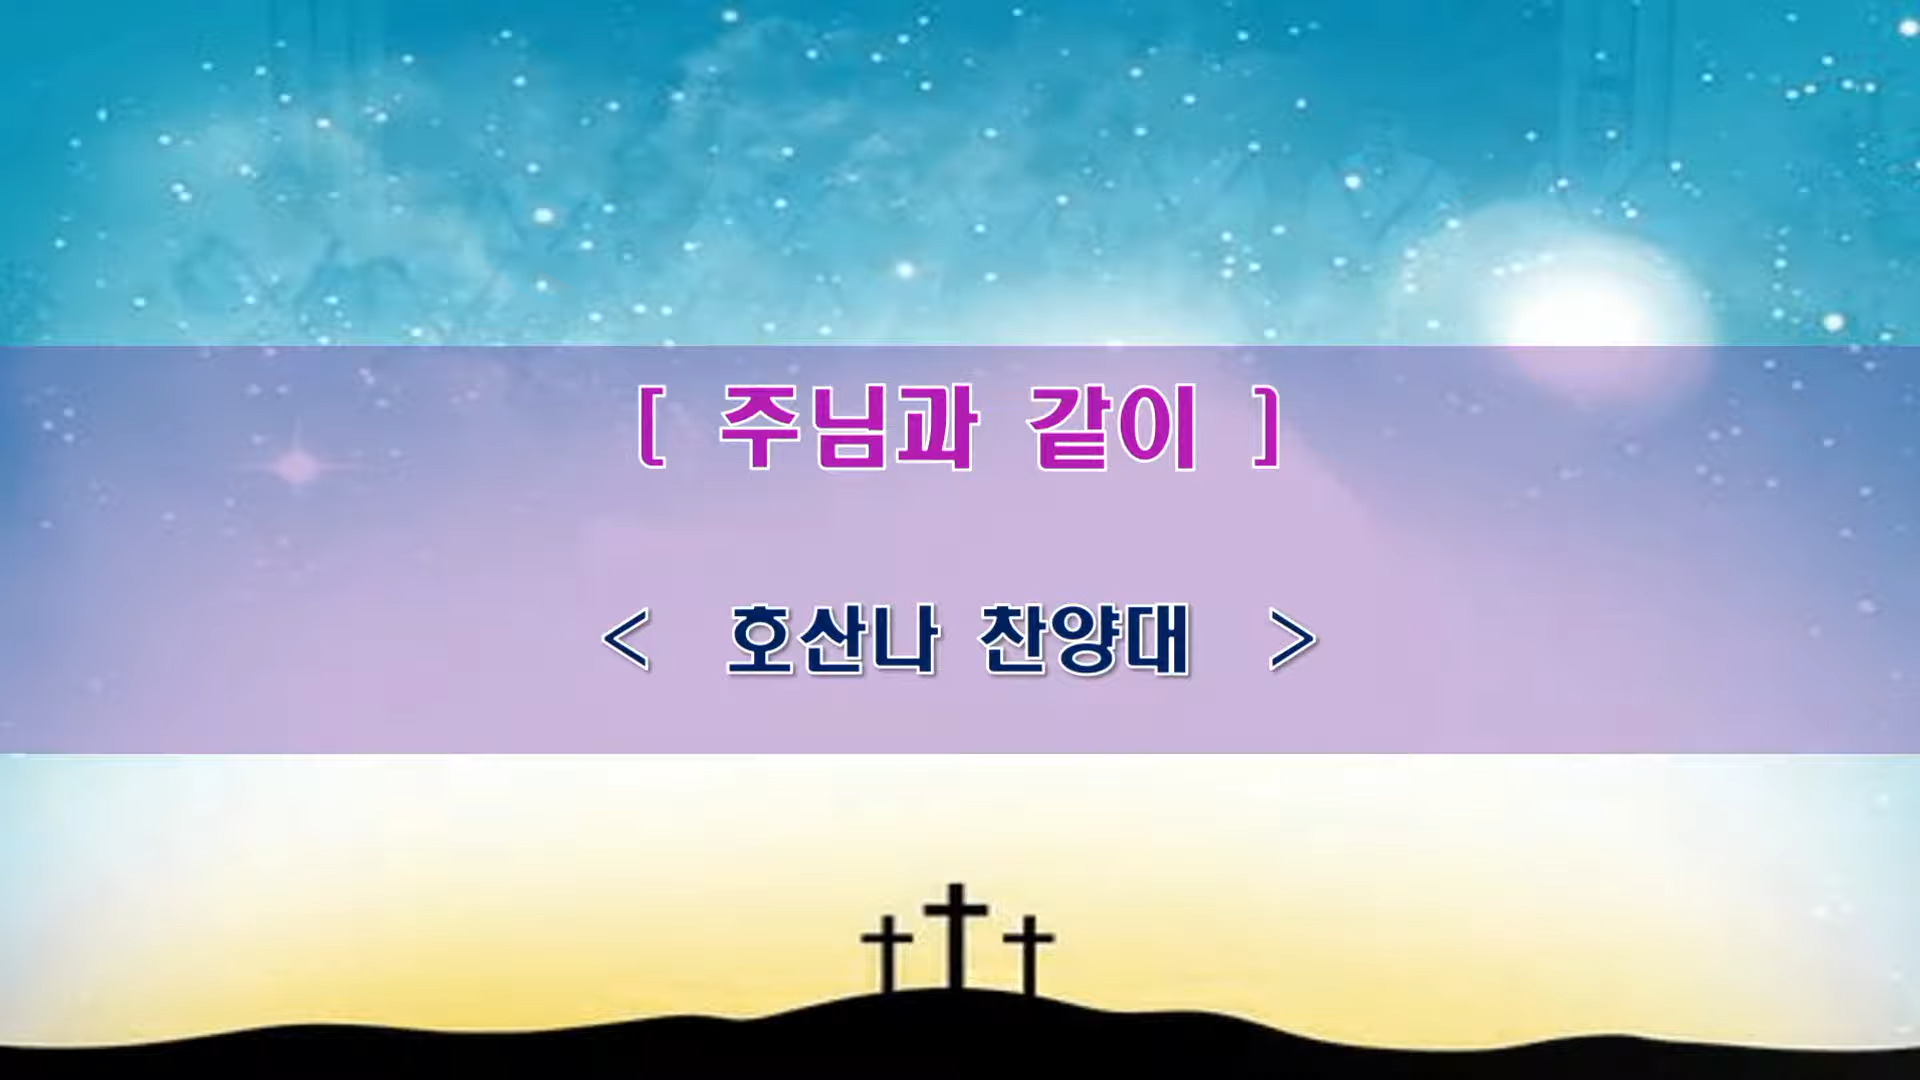 [ 주님과 같이 ]
< 호산나 찬양대 >